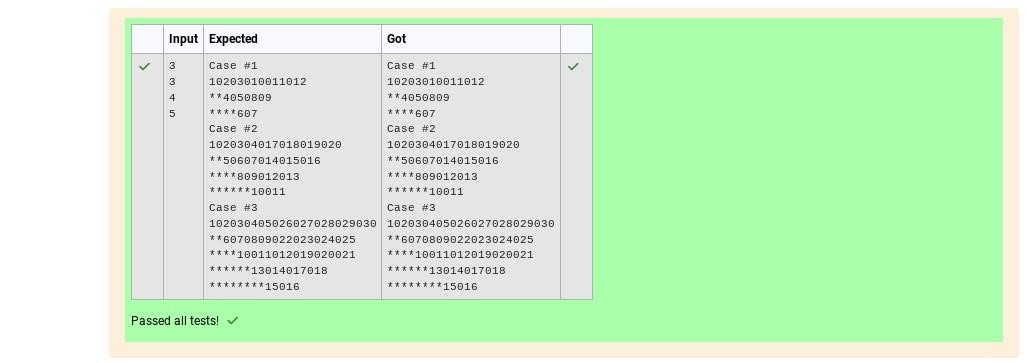 Input Expected Got
3 Case #1 Case #1
3 10203010011012 10203010011012
4 **4050809 **4050809
5 ****607 ****607
Case #2 Case #2
1020304017018019020 1020304017018019020
**50607014015016 **50607014015016
****809012013 ****809012013
******10011 ******10011
Case #3 Case #3
102030405026027028029030 102030405026027028029030
**6070809022023024025 **6070809022023024025
****10011012019020021 ****10011012019020021
******13014017018 ******13014017018
********15016 ********15016
Passed all tests!